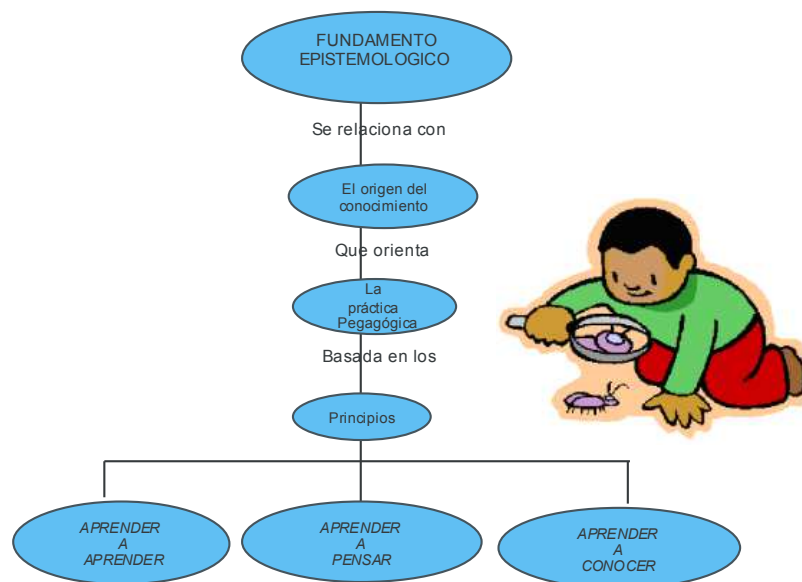 FUNDAMENTO
EPISTEMOLOGICO
Se relaciona con
El origen del
conocimiento
Que orienta
La
práctica
Pegagógica
Basada en los
Principios
APRENDER
A
APRENDER
APRENDER
A
PENSAR
APRENDER
A
CONOCER